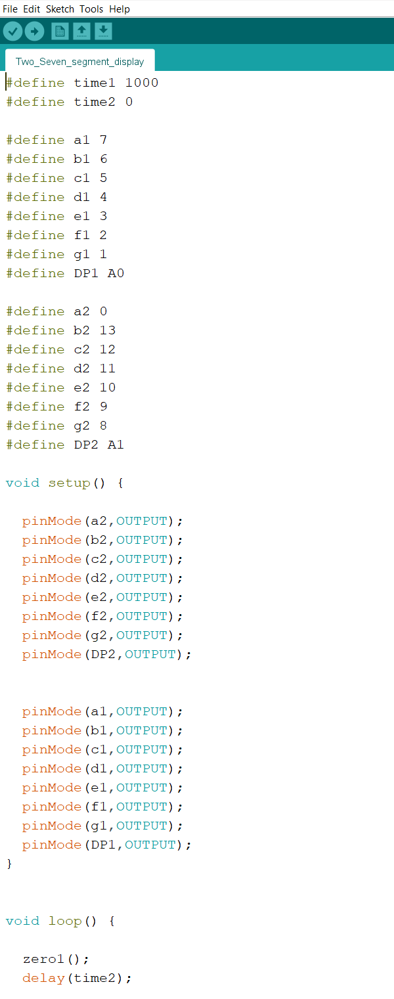 File Edit Sketch Tools Help
Two_Seven_segment_display
#define time1 1000
#define time2 0
#define a1 7
#define b1 6
#define c1 5
#define d1 4
#define e1 3
#define f1 2
#define g1 1
#define DP1 A0
#define a2 0
#define b2 13
#define c2 12
#define d2 11
#define e2 10
#define f2 9
#define g2 8
#define DP2 A1
void setup() {
pinMode(a2,OUTPUT);
pinMode(b2,OUTPUT);
pinMode(c2,OUTPUT);
pinMode(d2,OUTPUT);
pinMode(e2,OUTPUT);
pinMode(f2,OUTPUT);
pinMode(g2,OUTPUT);
pinMode(DP2,OUTPUT);
pinMode(a1,OUTPUT);
pinMode(b1,OUTPUT);
pinMode(c1,OUTPUT);
pinMode(d1,OUTPUT);
pinMode(e1,OUTPUT);
pinMode(f1,OUTPUT);
pinMode(g1,OUTPUT);
pinMode(DP1,OUTPUT);
}
void loop() {
zero1();
delay(time2);